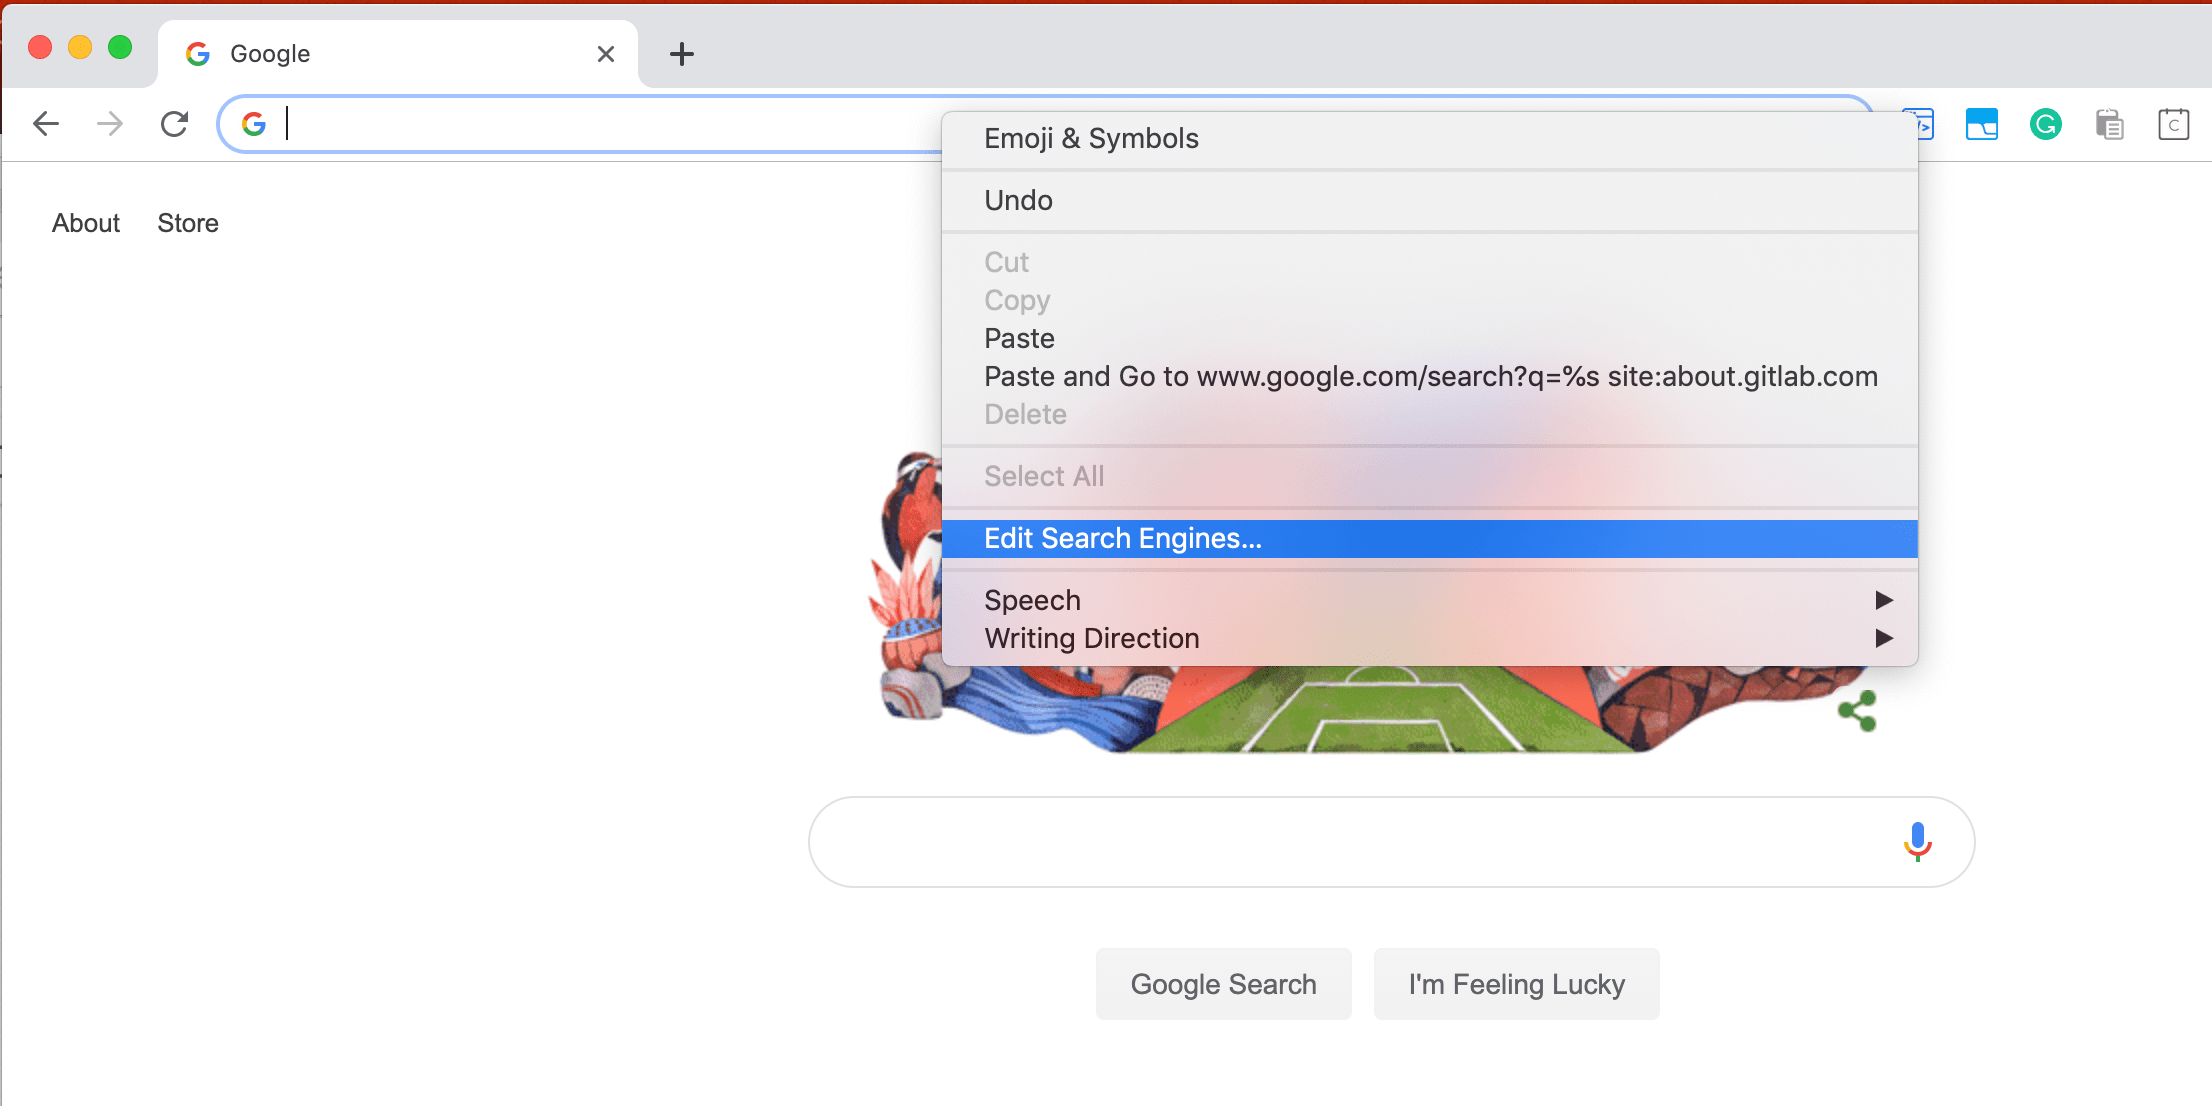 Google
About Store
Emoji & Symbols
Undo
Cut
Copy
Paste
Paste and Go to www.google.com/search?q=%s site:about.gitlab.com
Delete
Select All
Edit Search Engines...
Speech
Writing Direction
Google Search
I'm Feeling Lucky